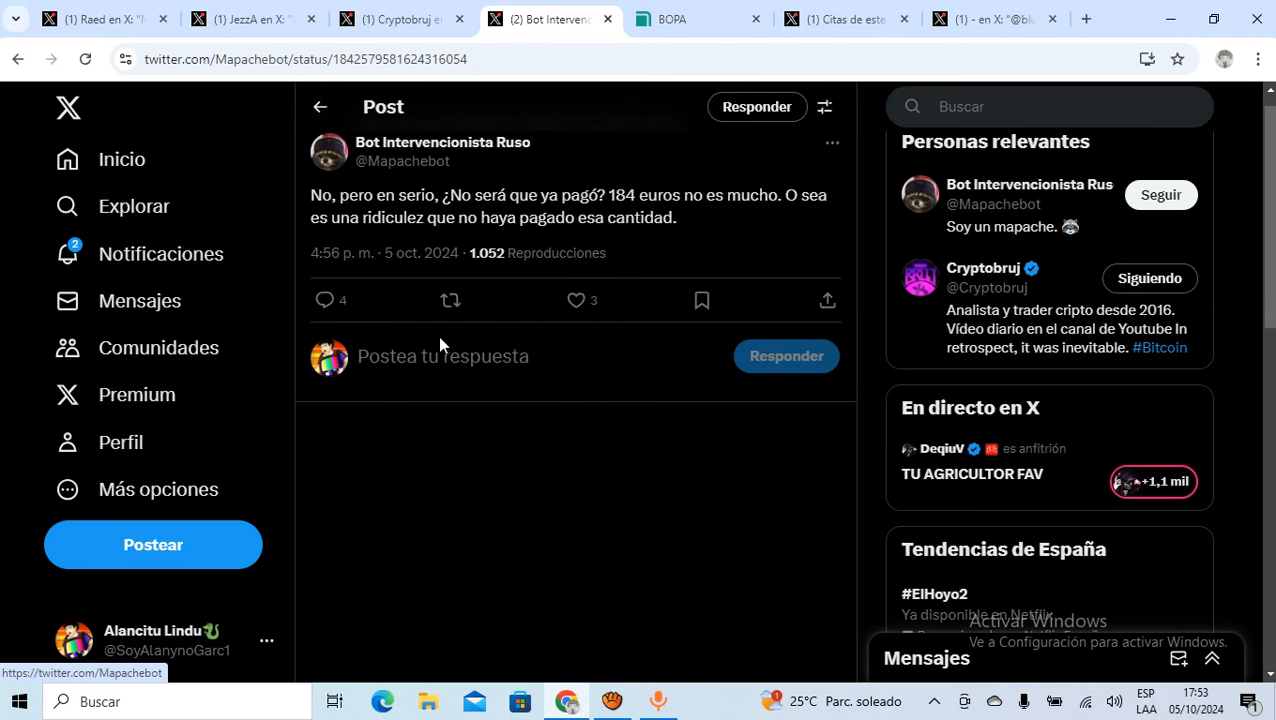 (1) Raed en X: "M
(1) JezzA en X: "
(1) Cryptobruj en
(2) Bot Intervenc
BOPA
(1) Citas de este
(1) - en X: "@blu
twitter.com/Mapachebot/status/1842579581624316054
Inicio
Explorar
2
Notificaciones
Mensajes
Comunidades
Premium
Perfil
Más opciones
Postear
Alancitu Lindu🐍
@SoyAlanynoGarc1
https://twitter.com/Mapachebot
Post
Responder
Bot Intervencionista Ruso
@Mapachebot
No, pero en serio, ¿No será que ya pagó? 184 euros no es mucho. O sea
es una ridiculez que no haya pagado esa cantidad.
4:56 p. m. · 5 oct. 2024 · 1.052 Reproducciones
4
3
Postea tu respuesta
Responder
Buscar
Personas relevantes
Bot Intervencionista Rus
@Mapachebot
Seguir
Soy un mapache. 🦝
Cryptobruj
@Cryptobruj
Siguiendo
Analista y trader cripto desde 2016.
Vídeo diario en el canal de Youtube In
retrospect, it was inevitable. #Bitcoin
En directo en X
DeqiuV es anfitrión
TU AGRICULTOR FAV
+1,1 mil
Tendencias de España
#ElHoyo2
Ya disponible en Netflix
Activar Windows
Ve a Configuración para activar Windows.
Mensajes
Buscar
25°C Parc. soleado
ESP
LAA
17:53
05/10/2024
1